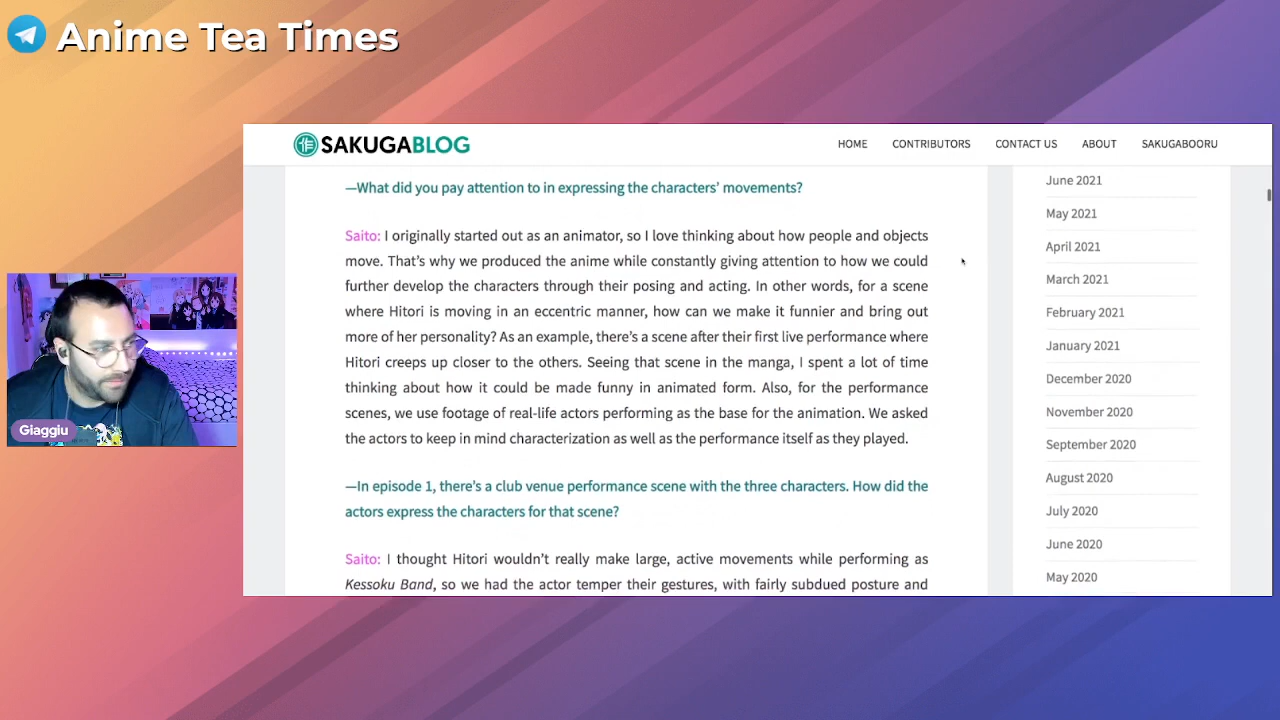 Anime Tea Times
SAKUGABLOG
HOME CONTRIBUTORS CONTACT US ABOUT SAKUGABOORU
—What did you pay attention to in expressing the characters’ movements?
Saito: I originally started out as an animator, so I love thinking about how people and objects
move. That’s why we produced the anime while constantly giving attention to how we could
further develop the characters through their posing and acting. In other words, for a scene
where Hitori is moving in an eccentric manner, how can we make it funnier and bring out
more of her personality? As an example, there’s a scene after their first live performance where
Hitori creeps up closer to the others. Seeing that scene in the manga, I spent a lot of time
thinking about how it could be made funny in animated form. Also, for the performance
scenes, we use footage of real-life actors performing as the base for the animation. We asked
the actors to keep in mind characterization as well as the performance itself as they played.
—In episode 1, there’s a club venue performance scene with the three characters. How did the
actors express the characters for that scene?
Saito: I thought Hitori wouldn’t really make large, active movements while performing as
Kessoku Band, so we had the actor temper their gestures, with fairly subdued posture and
June 2021
May 2021
April 2021
March 2021
February 2021
January 2021
December 2020
November 2020
September 2020
August 2020
July 2020
June 2020
May 2020
Giaggiu